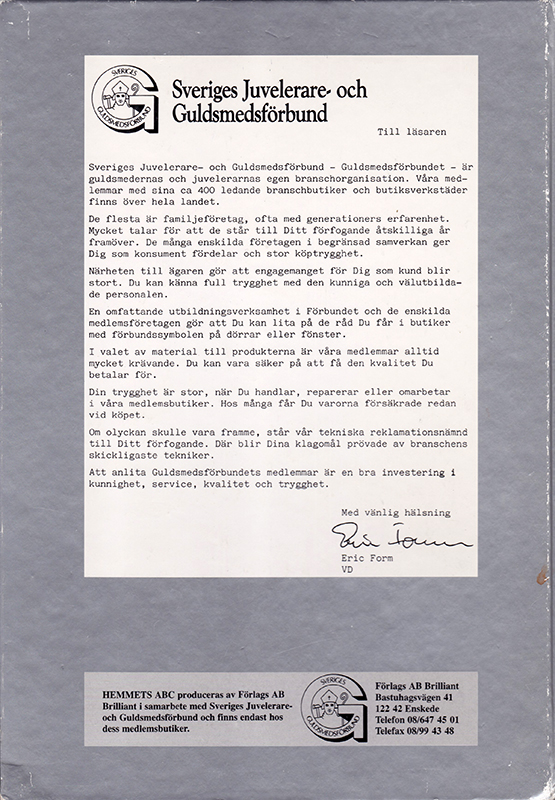 SVERIGES
GULDSMEDSFÖRBUND
Sveriges Juvelerare- och
Guldsmedsförbund
Till läsaren
Sveriges Juvelerare- och Guldsmedsförbund - Guldsmedsförbundet - är
guldsmedernas och juvelerarnas egen branschorganisation. Våra med-
lemmar med sina ca 400 ledande branschbutiker och butiksverkstäder
finns över hela landet.
De flesta är familjeföretag, ofta med generationers erfarenhet.
Mycket talar för att de står till Ditt förfogande åtskilliga år
framöver. De många enskilda företagen i begränsad samverkan ger
Dig som konsument fördelar och stor köptrygghet.
Närheten till ägaren gör att engagemanget för Dig som kund blir
stort. Du kan känna full trygghet med den kunniga och välutbilda-
de personalen.
En omfattande utbildningsverksamhet i Förbundet och de enskilda
medlemsföretagen gör att Du kan lita på de råd Du får i butiker
med förbundssymbolen på dörrar eller fönster.
I valet av material till produkterna är våra medlemmar alltid
mycket krävande. Du kan vara säker på att få den kvalitet Du
betalar för.
Din trygghet är stor, när Du handlar, reparerar eller omarbetar
i våra medlemsbutiker. Hos många får Du varorna försäkrade redan
vid köpet.
Om olyckan skulle vara framme, står vår tekniska reklamationsnämnd
till Ditt förfogande. Där blir Dina klagomål prövade av branschens
skickligaste tekniker.
Att anlita Guldsmedsförbundets medlemmar är en bra investering i
kunnighet, service, kvalitet och trygghet.
Med vänlig hälsning
Eric Form
Eric Form
VD
HEMMETS ABC produceras av Förlags AB
Brilliant i samarbete med Sveriges Juvelerare-
och Guldsmedsförbund och finns endast hos
dess medlemsbutiker.
SVERIGES
GULDSMEDSFÖRBUND
Förlags AB Brilliant
Bastuhagsvägen 41
122 42 Enskede
Telefon 08/647 45 01
Telefax 08/99 43 48